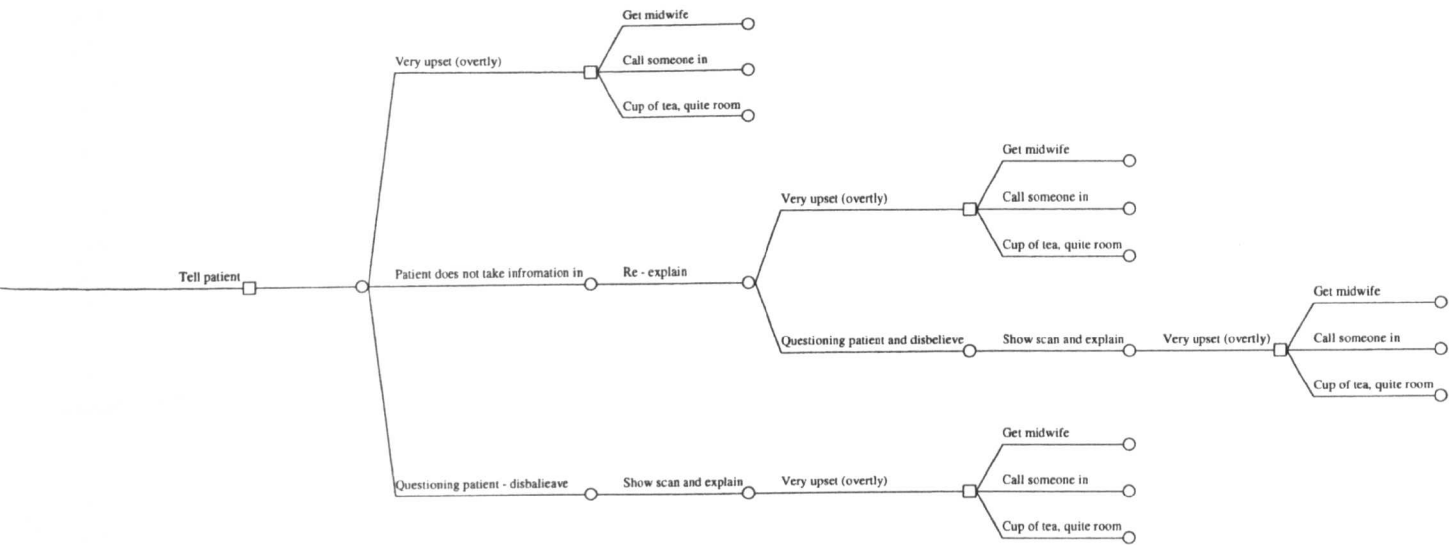 Get midwife
Very upset (overtly)
Call someone in
Cup of tea, quite room
Get midwife
Very upset (overtly)
Call someone in
Cup of tea, quite room
Tell patient
Patient does not take infromation in
Re - explain
Get midwife
Questioning patient and disbelieve
Show scan and explain
Very upset (overtly)
Call someone in
Cup of tea, quite room
Get midwife
Questioning patient - disbalieave
Show scan and explain
Very upset (overtly)
Call someone in
Cup of tea, quite room